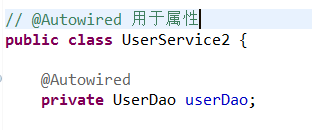 // @Autowired 用于属性
public class UserService2 {
@Autowired
private UserDao userDao;